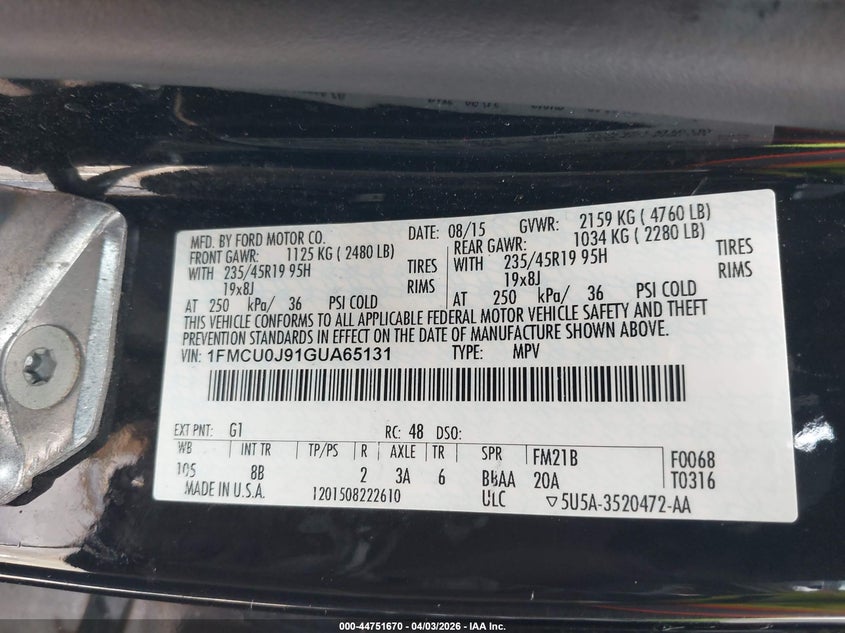 MFD. BY FORD MOTOR CO. DATE: 08/15 GVWR: 2159 KG ( 4760 LB)
FRONT GAWR: 1125 KG ( 2480 LB) REAR GAWR: 1034 KG ( 2280 LB)
WITH 235/45R19 95H TIRES WITH 235/45R19 95H TIRES
19x8J RIMS 19x8J RIMS
AT 250 kPa/ 36 PSI COLD AT 250 kPa/ 36 PSI COLD
THIS VEHICLE CONFORMS TO ALL APPLICABLE FEDERAL MOTOR VEHICLE SAFETY AND THEFT
PREVENTION STANDARDS IN EFFECT ON THE DATE OF MANUFACTURE SHOWN ABOVE.
VIN: 1FMCU0J91GUA65131 TYPE: MPV
EXT PNT: G1 RC: 48 DSO:
WB INT TR TP/PS R AXLE TR SPR FM21B F0068
105 8B 2 3A 6 BBAA 20A T0316
MADE IN U.S.A. 1201508222610 ULC ▽5U5A-3520472-AA
000-44751670 - 04/03/2026 - IAA Inc.